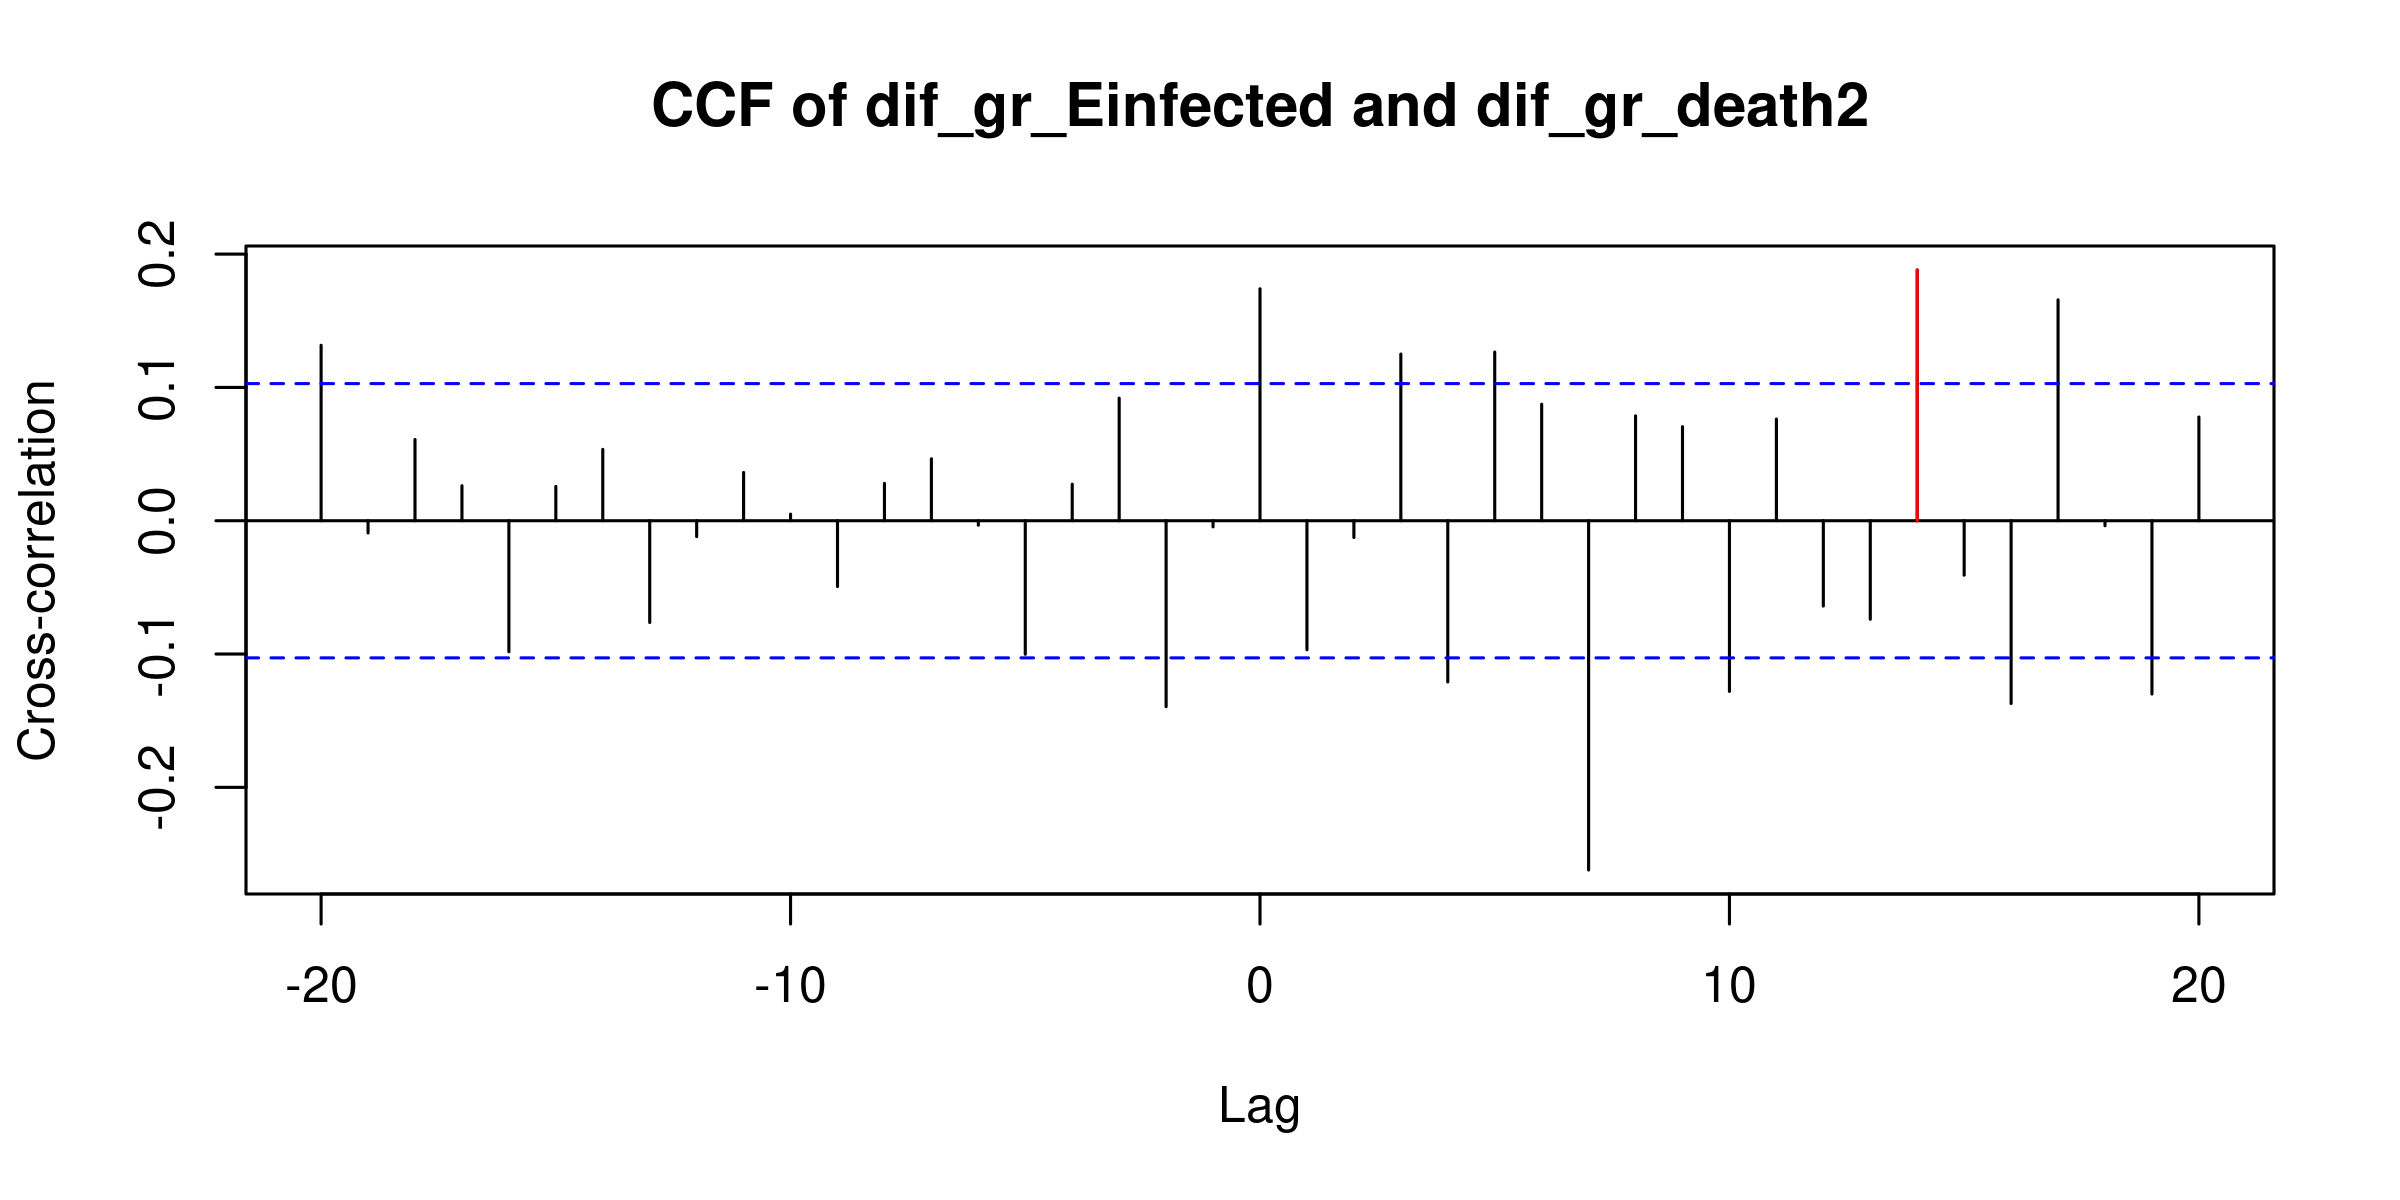 CCF of dif_gr_Einfected and dif_gr_death2
Cross-correlation
0.2
0.1
0.0
-0.1
-0.2
-20 -10 0 10 20
Lag